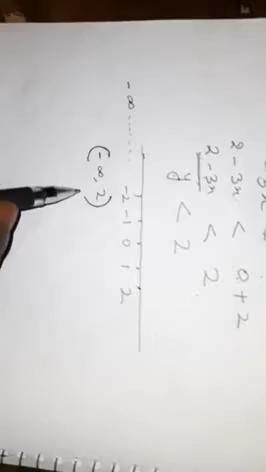 2 - 3x < 0 + 2
2 - 3x < 2
y < 2
- ∞ ....... -2 -1 0 1 2
(-∞, 2)